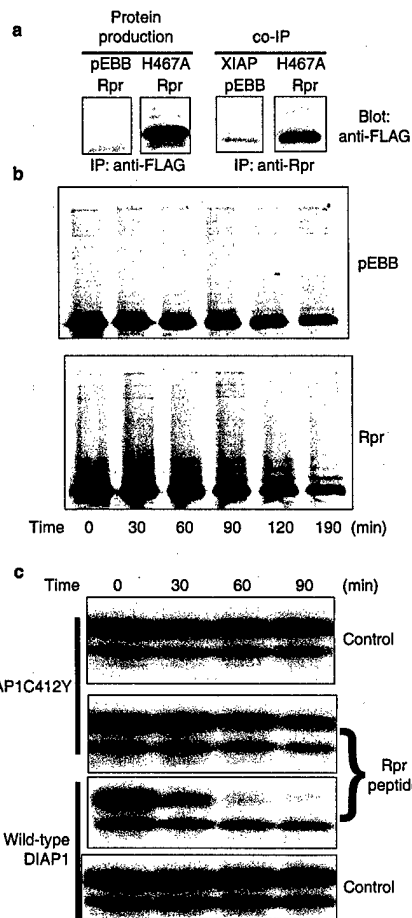 a
Protein production
co-IP
pEBB H467A XIAP H467A
Rpr Rpr pEBB Rpr
Blot: anti-FLAG
IP: anti-FLAG IP: anti-Rpr
b
pEBB
Rpr
Time 0 30 60 90 120 190 (min)
c
Time 0 30 60 90 (min)
Control
AP1C412Y
Rpr
peptide
Wild-type
DIAP1
Control